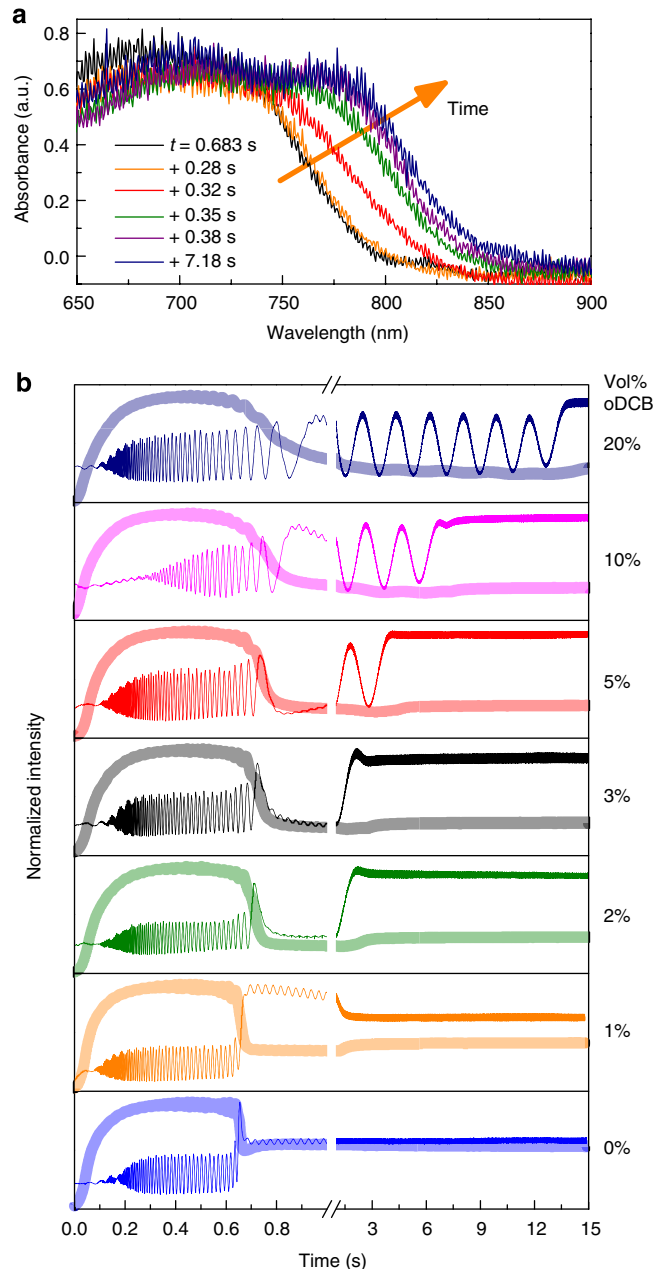 a
0.8
0.6
0.4
0.2
0.0
Absorbance (a.u.)
Time
t = 0.683 s
+ 0.28 s
+ 0.32 s
+ 0.35 s
+ 0.38 s
+ 7.18 s
650 700 750 800 850 900
Wavelength (nm)
b
Vol%
oDCB
20%
10%
5%
3%
2%
1%
0%
Normalized intensity
0.0 0.2 0.4 0.6 0.8 3 6 9 12 15
Time (s)